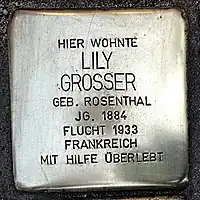 HIER WOHNTE
LILY
GROSSER
GEB. ROSENTHAL
JG. 1884
FLUCHT 1933
FRANKREICH
MIT HILFE ÜBERLEBT